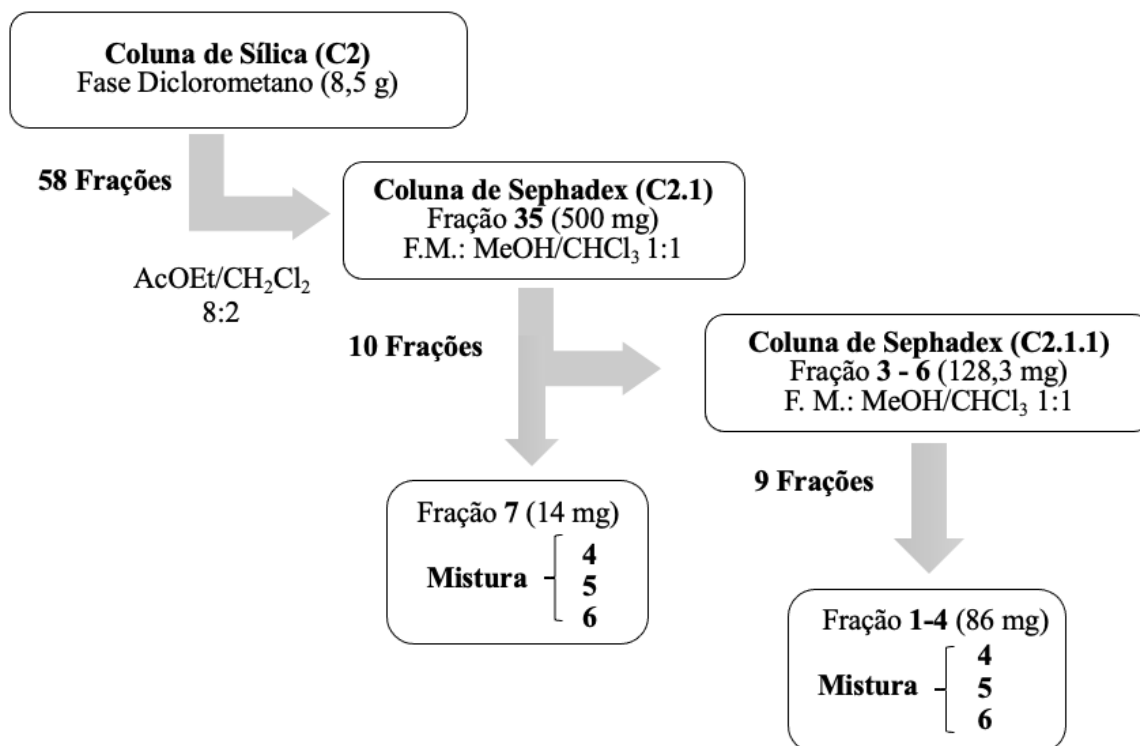 Coluna de Sílica (C2)
Fase Diclorometano (8,5 g)
58 Frações
AcOEt/CH₂Cl₂
8:2
Coluna de Sephadex (C2.1)
Fração 35 (500 mg)
F.M.: MeOH/CHCl₃ 1:1
10 Frações
Coluna de Sephadex (C2.1.1)
Fração 3 - 6 (128,3 mg)
F. M.: MeOH/CHCl₃ 1:1
9 Frações
Fração 7 (14 mg)
4
Mistura 5
6
Fração 1-4 (86 mg)
4
Mistura 5
6